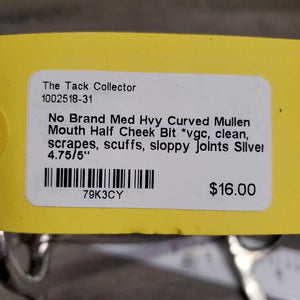 The Tack Collector
1002518-31
No Brand Med Hvy Curved Mullen
Mouth Half Cheek Bit *vgc, clean,
scrapes, scuffs, sloppy joints Silver
4.75/5"
79K3CY
$16.00